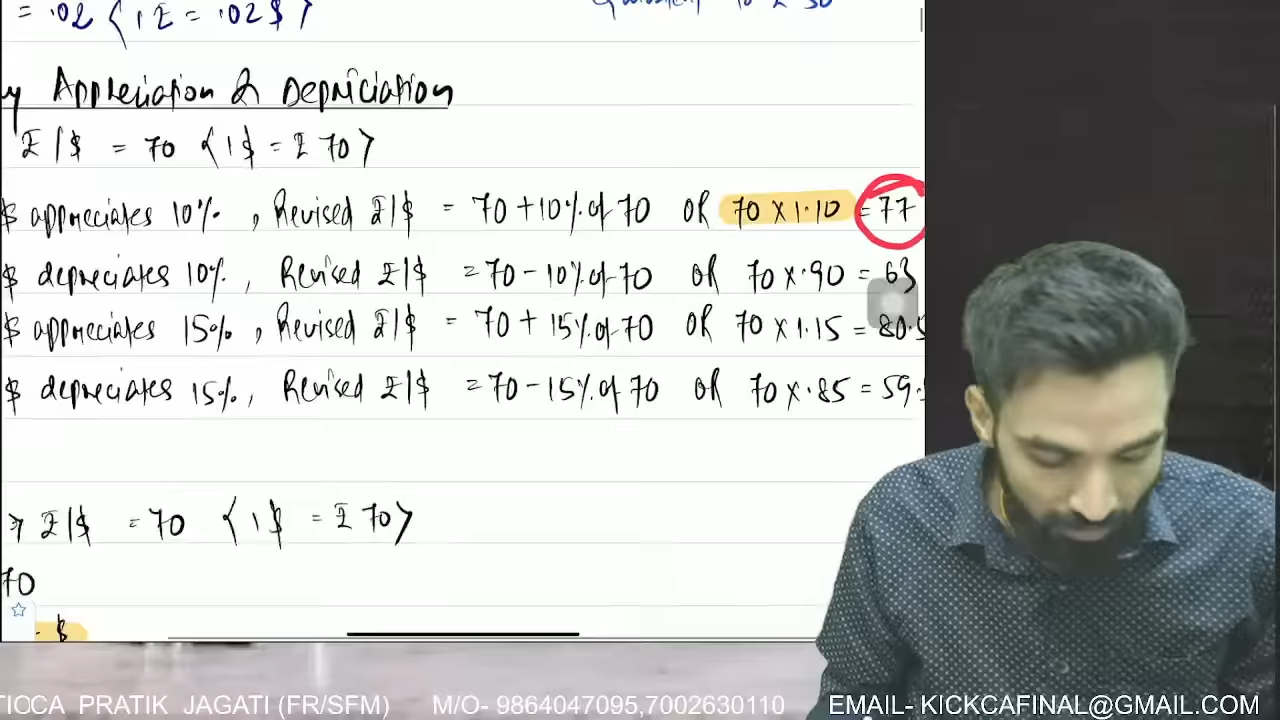 = .02 ⟨ 1 ₹ = .02 $ ⟩
y Appreciation & Depriciation
₹/$ = 70 ⟨1$ = ₹ 70⟩
$ appreciates 10%, Revised ₹/$ = 70 + 10% of 70 or 70 x 1.10 = 77
$ depreciates 10%, Revised ₹/$ = 70 - 10% of 70 or 70 x .90 = 63
$ appreciates 15%, Revised ₹/$ = 70 + 15% of 70 or 70 x 1.15 = 80.5
$ depreciates 15%, Revised ₹/$ = 70 - 15% of 70 or 70 x .85 = 59.
₹/$ = 70 ⟨ 1$ = ₹ 70⟩
70
$
PRATIK JAGATI (FR/SFM) M/O- 9864047095,7002630110 EMAIL- KICKCAFINAL@GMAIL.COM